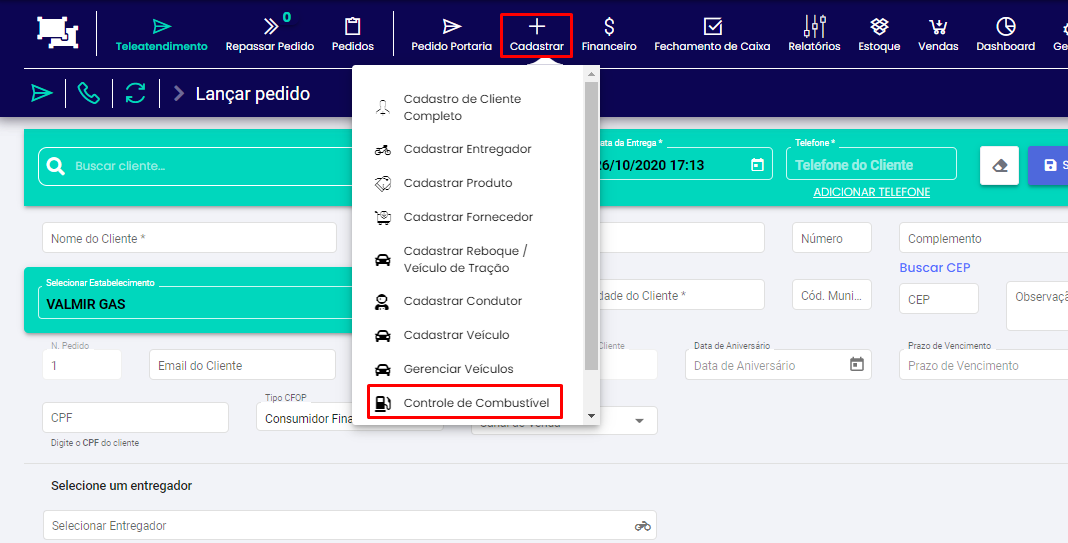 0
Teleatendimento
Repassar Pedido
Pedidos
Pedido Portaria
Cadastrar
Financeiro
Fechamento de Caixa
Relatórios
Estoque
Vendas
Dashboard
Lançar pedido
Cadastro de Cliente
Completo
Cadastrar Entregador
Cadastrar Produto
Cadastrar Fornecedor
Cadastrar Reboque /
Veículo de Tração
Cadastrar Condutor
Cadastrar Veículo
Gerenciar Veículos
Controle de Combustível
Buscar cliente...
ata da Entrega *
26/10/2020 17:13
Telefone *
Telefone do Cliente
ADICIONAR TELEFONE
S
Nome do Cliente *
Número
Complemento
Buscar CEP
Selecionar Estabelecimento
VALMIR GAS
dade do Cliente *
Cód. Muni...
CEP
Observaçã
N. Pedido
1
Email do Cliente
Cliente
Data de Aniversário
Data de Aniversário
Prazo de Vencimento
Prazo de Vencimento
CPF
Digite o CPF do cliente
Tipo CFOP
Consumidor Fina
Canal de Venda
Selecione um entregador
Selecionar Entregador